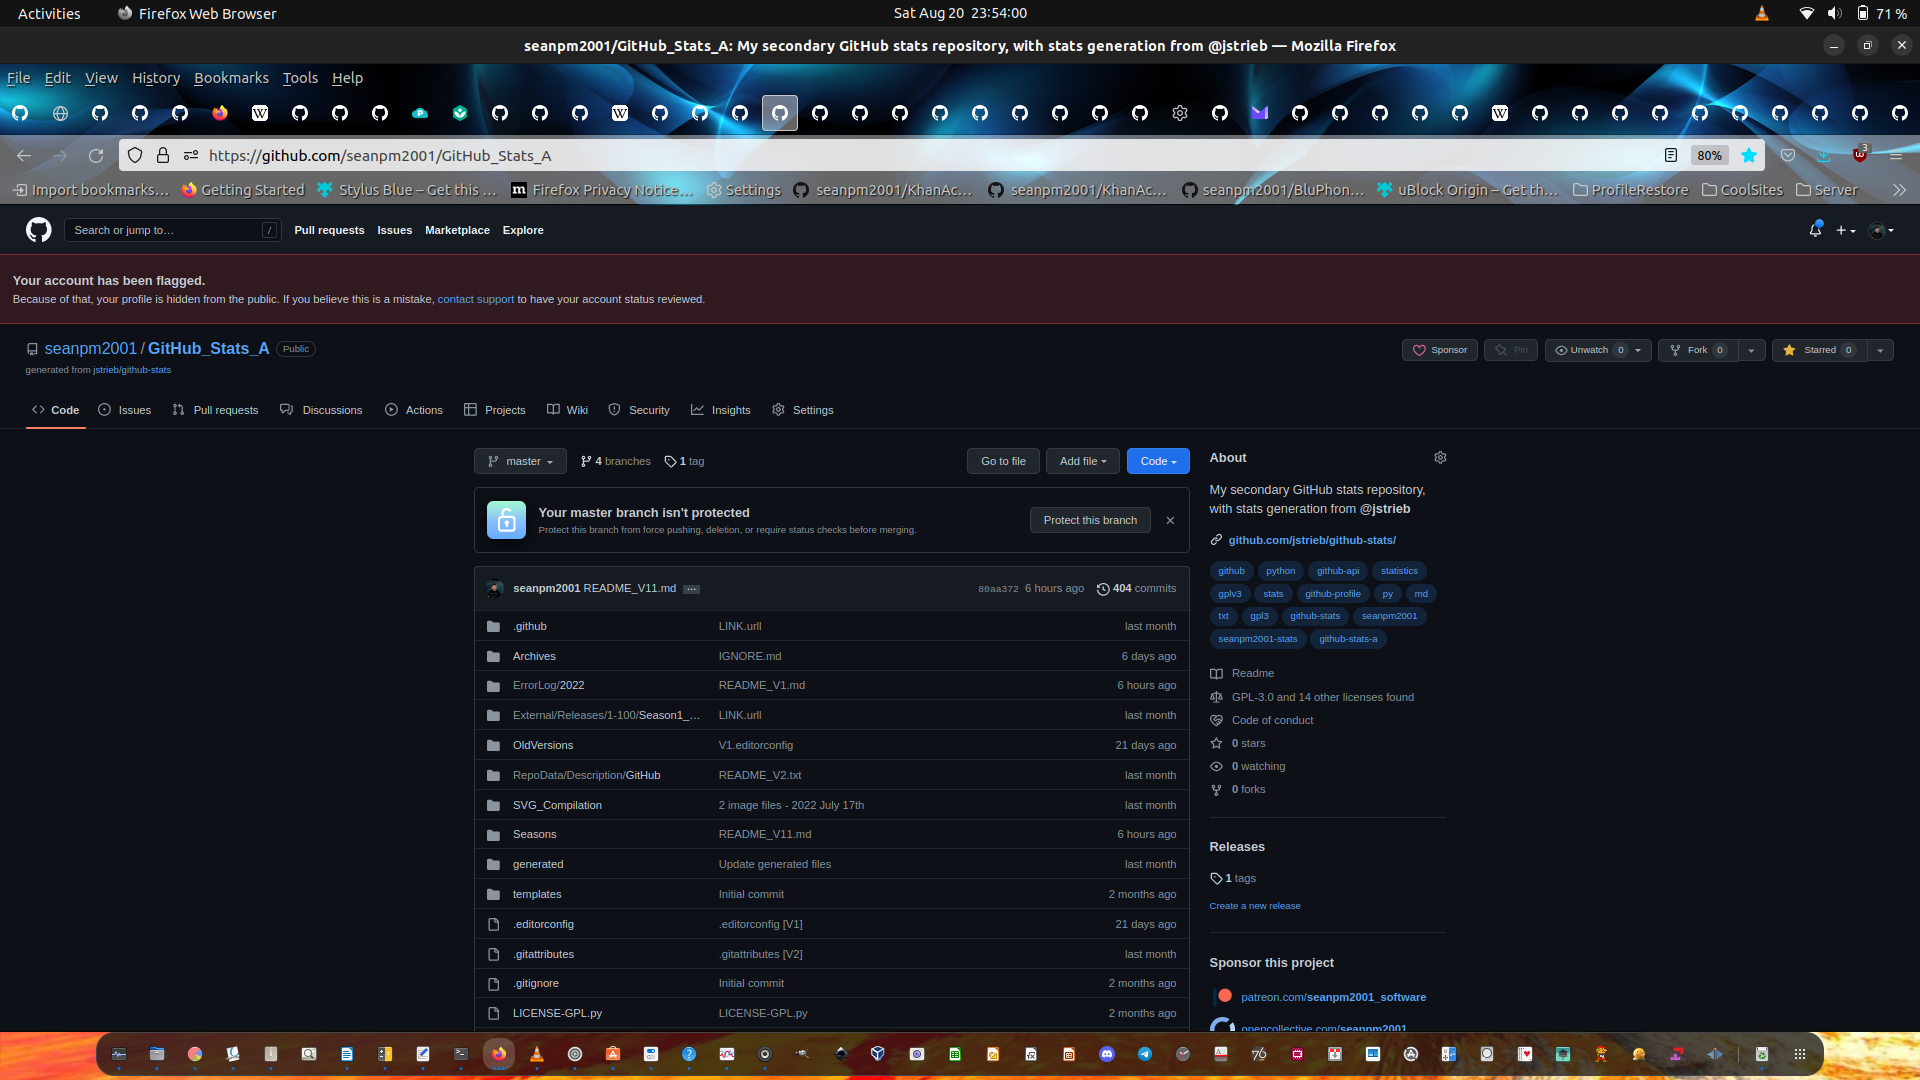 Activities
Firefox Web Browser
Sat Aug 20 23:54:00
71 %
seanpm2001/GitHub_Stats_A: My secondary GitHub stats repository, with stats generation from @jstrieb — Mozilla Firefox
File Edit View History Bookmarks Tools Help
https://github.com/seanpm2001/GitHub_Stats_A
80%
3
Import bookmarks…
Getting Started
Stylus Blue – Get this …
Firefox Privacy Notice…
Settings
seanpm2001/KhanAc…
seanpm2001/KhanAc…
seanpm2001/BluPhon…
uBlock Origin – Get th…
ProfileRestore
CoolSites
Server
Search or jump to…
/
Pull requests
Issues
Marketplace
Explore
Your account has been flagged.
Because of that, your profile is hidden from the public. If you believe this is a mistake, contact support to have your account status reviewed.
seanpm2001 / GitHub_Stats_A Public
generated from jstrieb/github-stats
Sponsor
Pin
Unwatch 0
Fork 0
Starred 0
Code
Issues
Pull requests
Discussions
Actions
Projects
Wiki
Security
Insights
Settings
master
4 branches
1 tag
Go to file
Add file
Code
Your master branch isn't protected
Protect this branch from force pushing, deletion, or require status checks before merging.
Protect this branch
seanpm2001 README_V11.md … 80aa372 6 hours ago 404 commits
.github LINK.urll last month
Archives IGNORE.md 6 days ago
ErrorLog/2022 README_V1.md 6 hours ago
External/Releases/1-100/Season1_… LINK.urll last month
OldVersions V1.editorconfig 21 days ago
RepoData/Description/GitHub README_V2.txt last month
SVG_Compilation 2 image files - 2022 July 17th last month
Seasons README_V11.md 6 hours ago
generated Update generated files last month
templates Initial commit 2 months ago
.editorconfig .editorconfig [V1] 21 days ago
.gitattributes .gitattributes [V2] last month
.gitignore Initial commit 2 months ago
LICENSE-GPL.py LICENSE-GPL.py 2 months ago
About
My secondary GitHub stats repository,
with stats generation from @jstrieb
github.com/jstrieb/github-stats/
github python github-api statistics
gplv3 stats github-profile py md
txt gpl3 github-stats seanpm2001
seanpm2001-stats github-stats-a
Readme
GPL-3.0 and 14 other licenses found
Code of conduct
0 stars
0 watching
0 forks
Releases
1 tags
Create a new release
Sponsor this project
patreon.com/seanpm2001_software
opencollective.com/seanpm2001